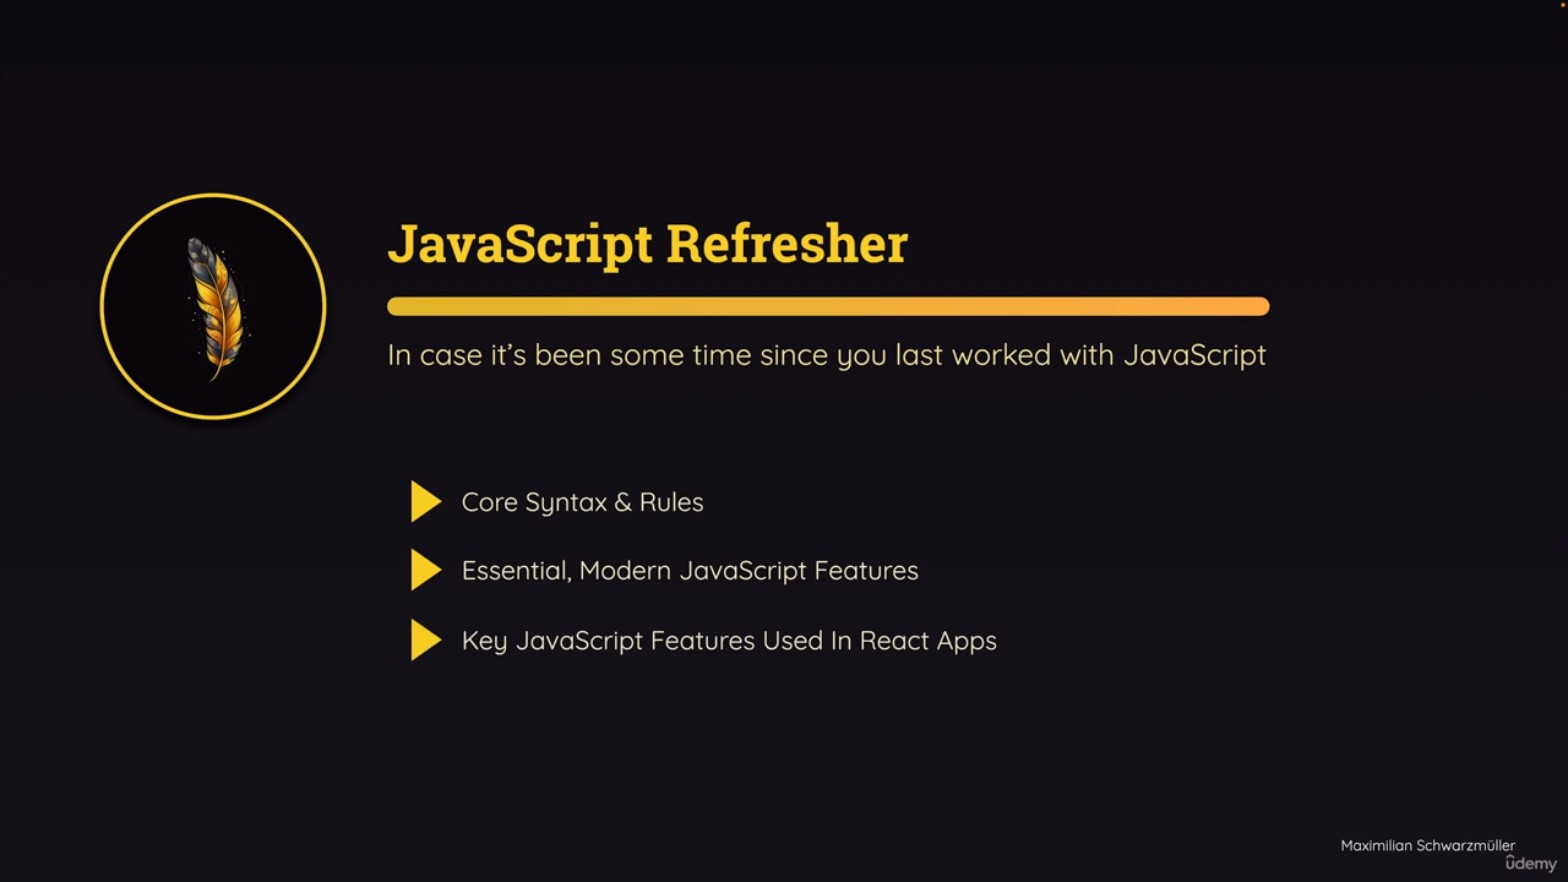 JavaScript Refresher
In case it’s been some time since you last worked with JavaScript
Core Syntax & Rules
Essential, Modern JavaScript Features
Key JavaScript Features Used In React Apps
Maximilian Schwarzmüller
ûdemy